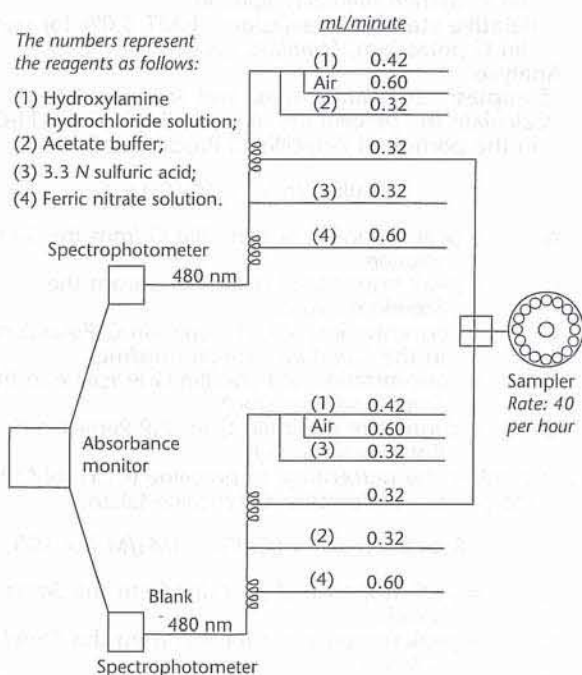 mL/minute
The numbers represent
the reagents as follows:
(1) Hydroxylamine
hydrochloride solution;
(2) Acetate buffer;
(3) 3.3 N sulfuric acid;
(4) Ferric nitrate solution.
(1) 0.42
Air 0.60
(2) 0.32
0.32
(3) 0.32
(4) 0.60
Spectrophotometer
480 nm
Sampler
Rate: 40
per hour
Absorbance
monitor
(1) 0.42
Air 0.60
(3) 0.32
0.32
(2) 0.32
(4) 0.60
Blank
480 nm
Spectrophotometer